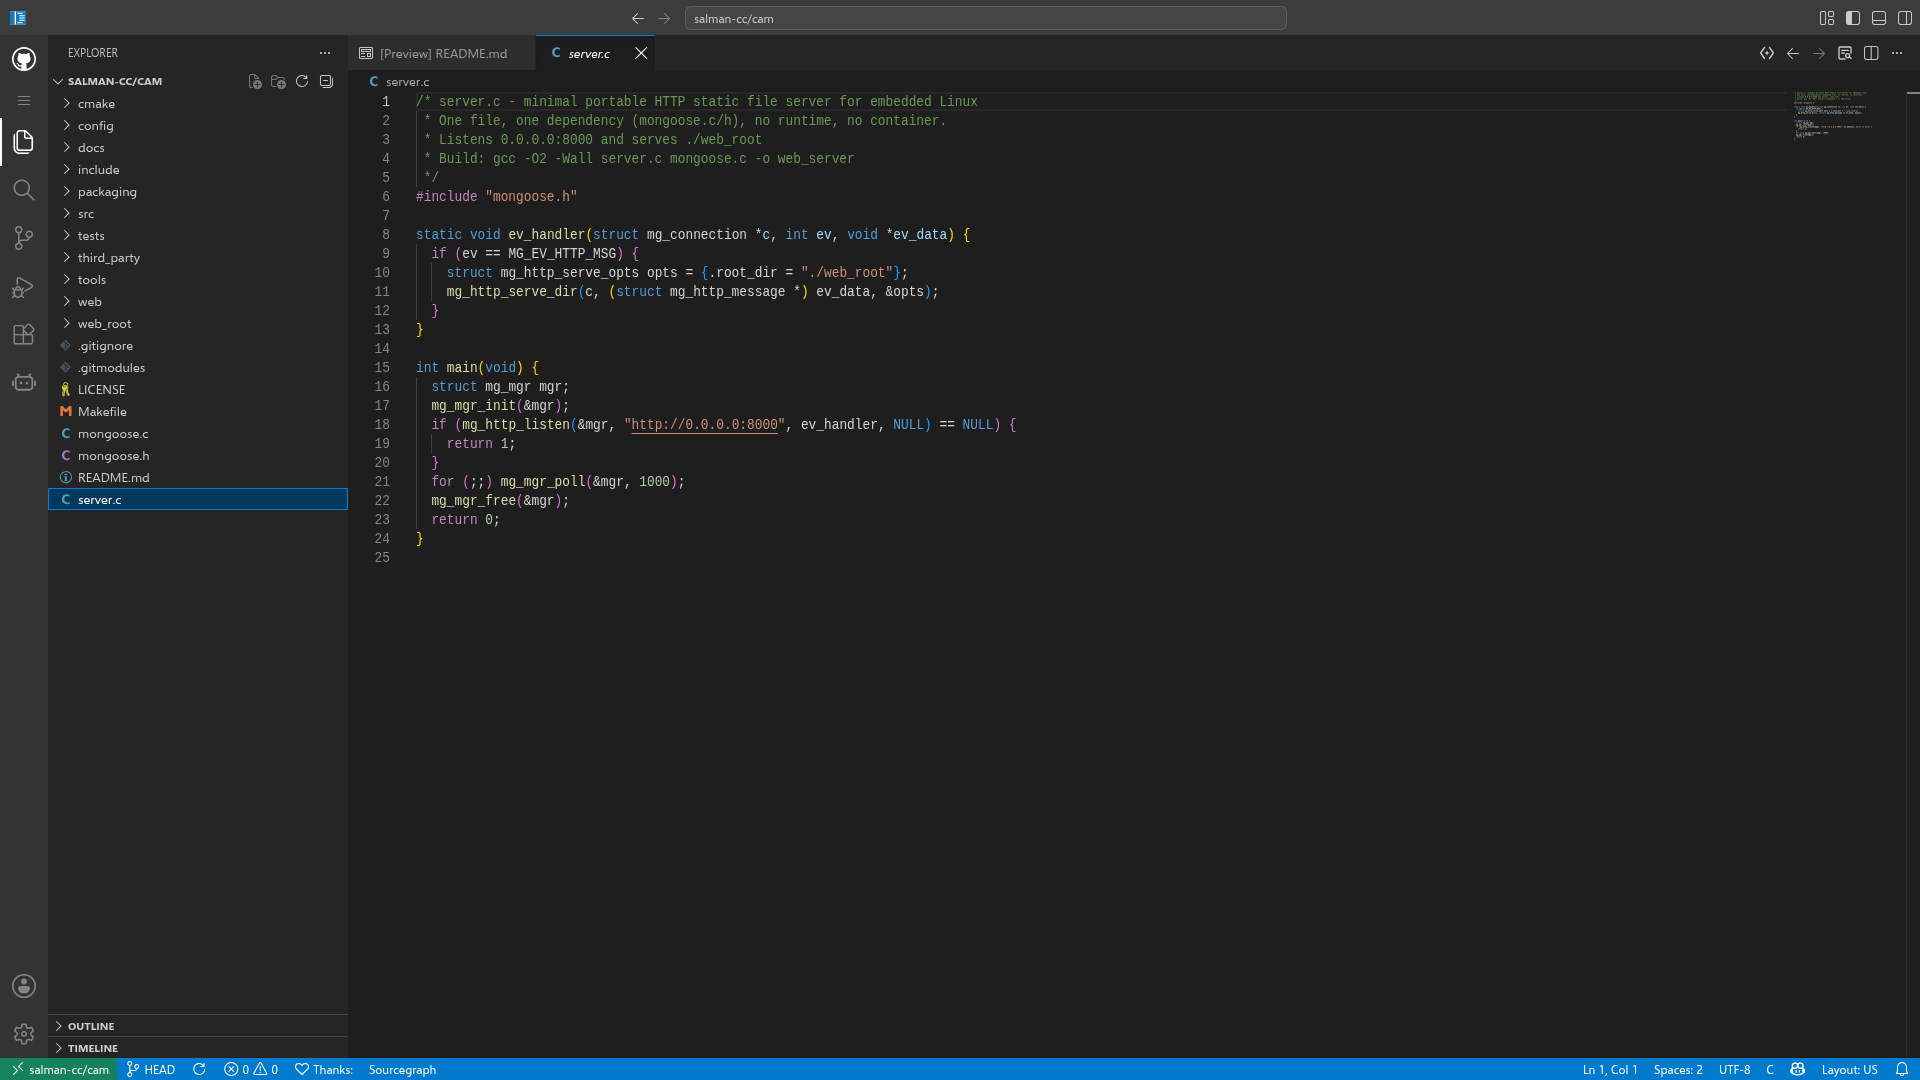 salman-cc/cam
EXPLORER
SALMAN-CC/CAM
cmake
config
docs
include
packaging
src
tests
third_party
tools
web
web_root
.gitignore
.gitmodules
LICENSE
Makefile
mongoose.c
mongoose.h
README.md
server.c
OUTLINE
TIMELINE
[Preview] README.md
server.c
server.c
1 /* server.c - minimal portable HTTP static file server for embedded Linux
2  * One file, one dependency (mongoose.c/h), no runtime, no container.
3  * Listens 0.0.0.0:8000 and serves ./web_root
4  * Build: gcc -O2 -Wall server.c mongoose.c -o web_server
5  */
6 #include "mongoose.h"
7
8 static void ev_handler(struct mg_connection *c, int ev, void *ev_data) {
9   if (ev == MG_EV_HTTP_MSG) {
10     struct mg_http_serve_opts opts = {.root_dir = "./web_root"};
11     mg_http_serve_dir(c, (struct mg_http_message *) ev_data, &opts);
12   }
13 }
14
15 int main(void) {
16   struct mg_mgr mgr;
17   mg_mgr_init(&mgr);
18   if (mg_http_listen(&mgr, "http://0.0.0.0:8000", ev_handler, NULL) == NULL) {
19     return 1;
20   }
21   for (;;) mg_mgr_poll(&mgr, 1000);
22   mg_mgr_free(&mgr);
23   return 0;
24 }
25
salman-cc/cam HEAD 0 0 Thanks: Sourcegraph Ln 1, Col 1 Spaces: 2 UTF-8 C Layout: US